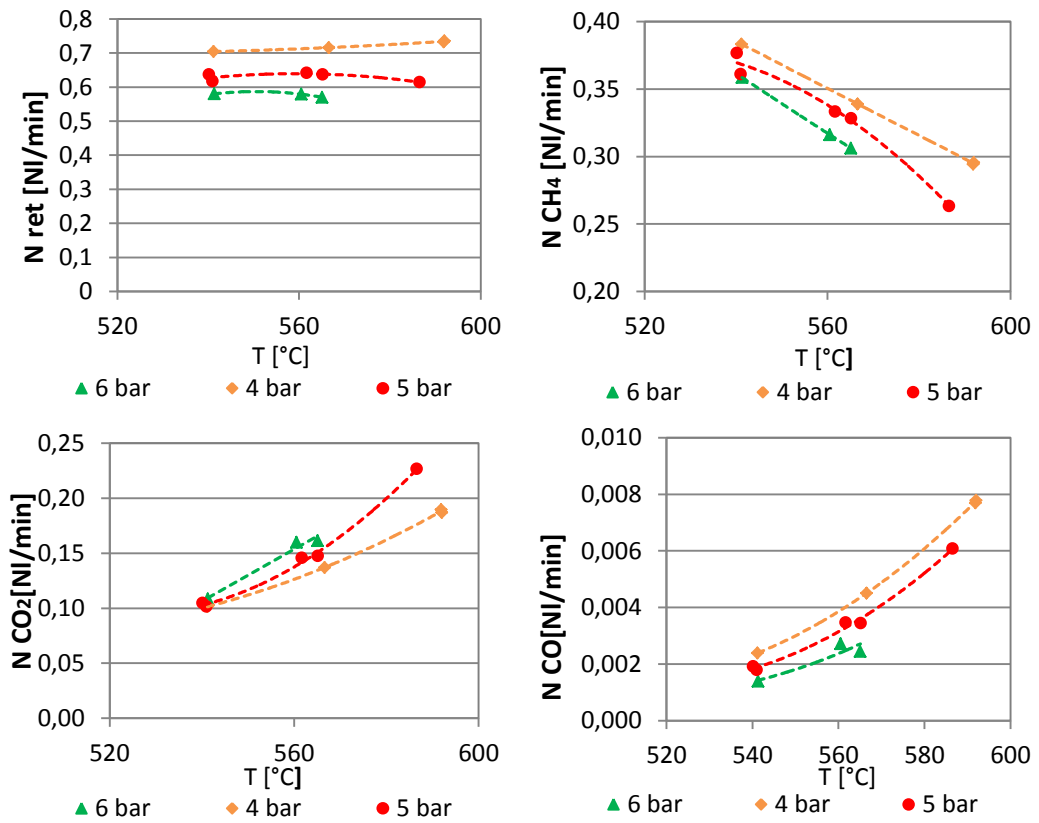 N ret [Nl/min]
0,8
0,7
0,6
0,5
0,4
0,3
0,2
0,1
0
520 560 600
T [°C]
6 bar 4 bar 5 bar
N CH₄ [Nl/min]
0,40
0,35
0,30
0,25
0,20
520 540 560 580 600
T [°C]
6 bar 4 bar 5 bar
N CO₂[Nl/min]
0,25
0,20
0,15
0,10
0,05
0,00
520 560 600
T [°C]
6 bar 4 bar 5 bar
N CO[Nl/min]
0,010
0,008
0,006
0,004
0,002
0,000
520 540 560 580 600
T [°C]
6 bar 4 bar 5 bar